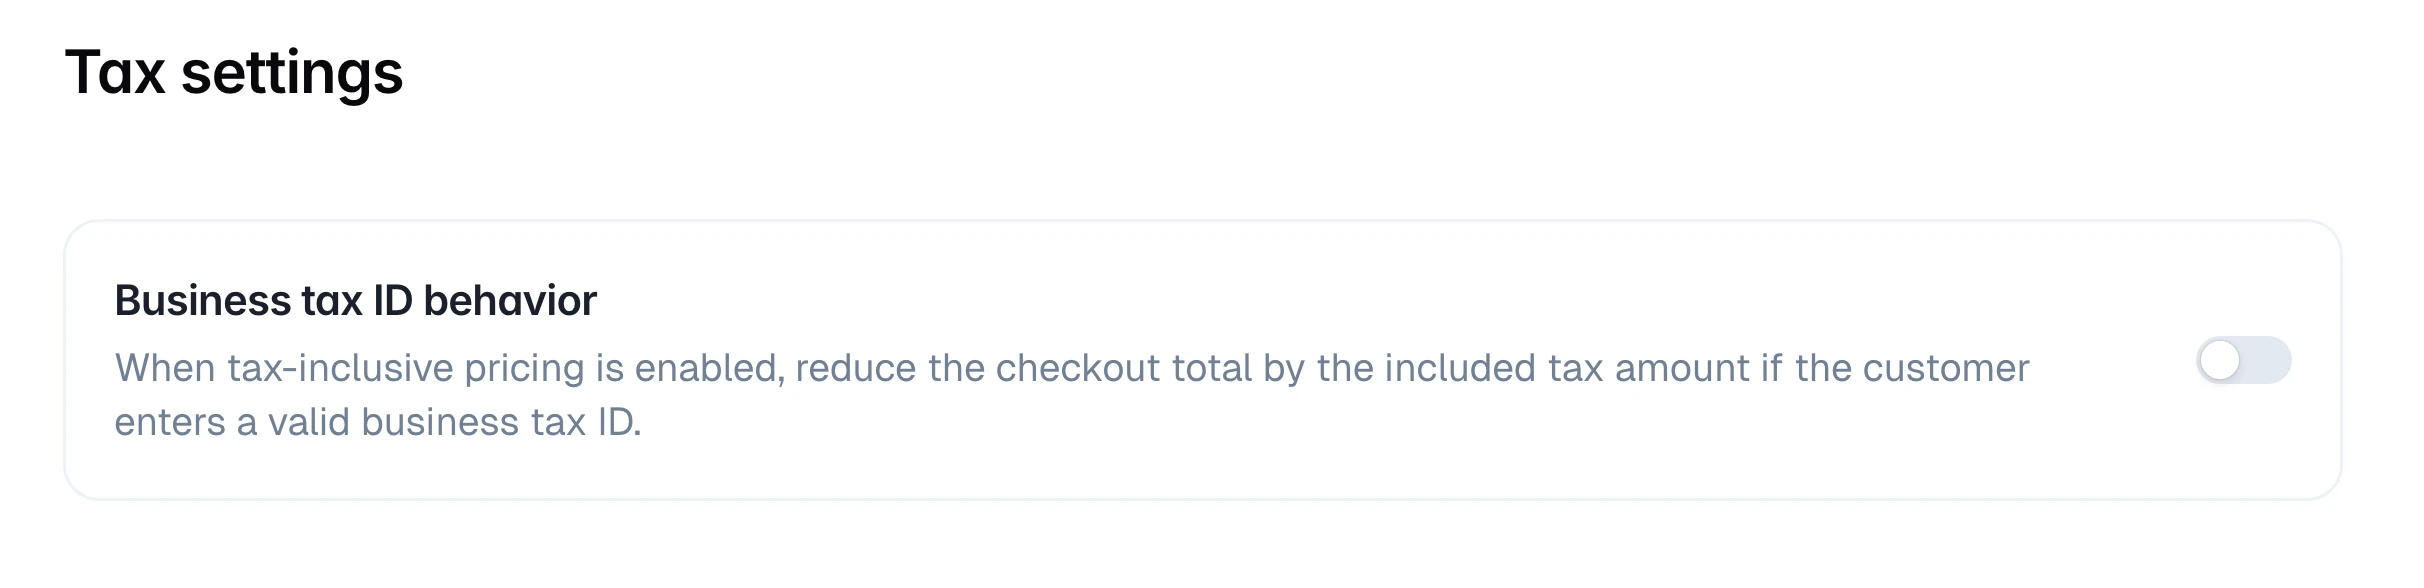 Tax settings
Business tax ID behavior
When tax-inclusive pricing is enabled, reduce the checkout total by the included tax amount if the customer
enters a valid business tax ID.